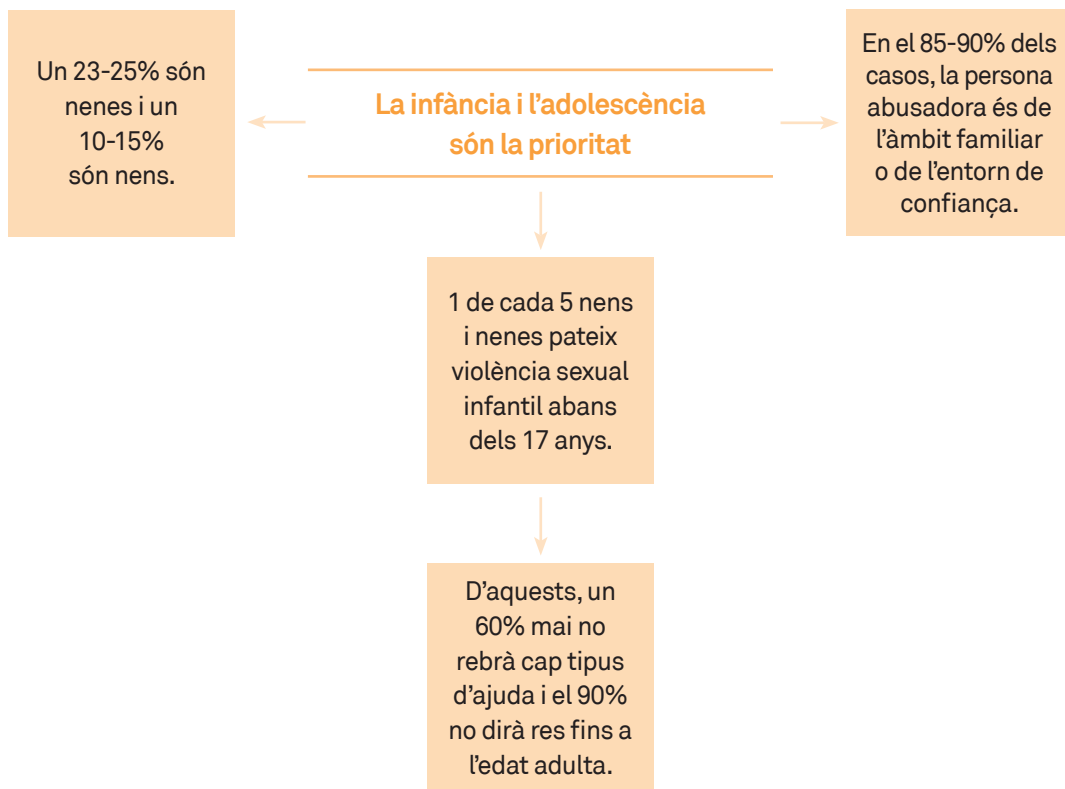 La infància i l’adolescència
són la prioritat
Un 23-25% són
nenes i un
10-15%
són nens.
En el 85-90% dels
casos, la persona
abusadora és de
l’àmbit familiar
o de l’entorn de
confiança.
1 de cada 5 nens
i nenes pateix
violència sexual
infantil abans
dels 17 anys.
D’aquests, un
60% mai no
rebrà cap tipus
d’ajuda i el 90%
no dirà res fins a
l’edat adulta.